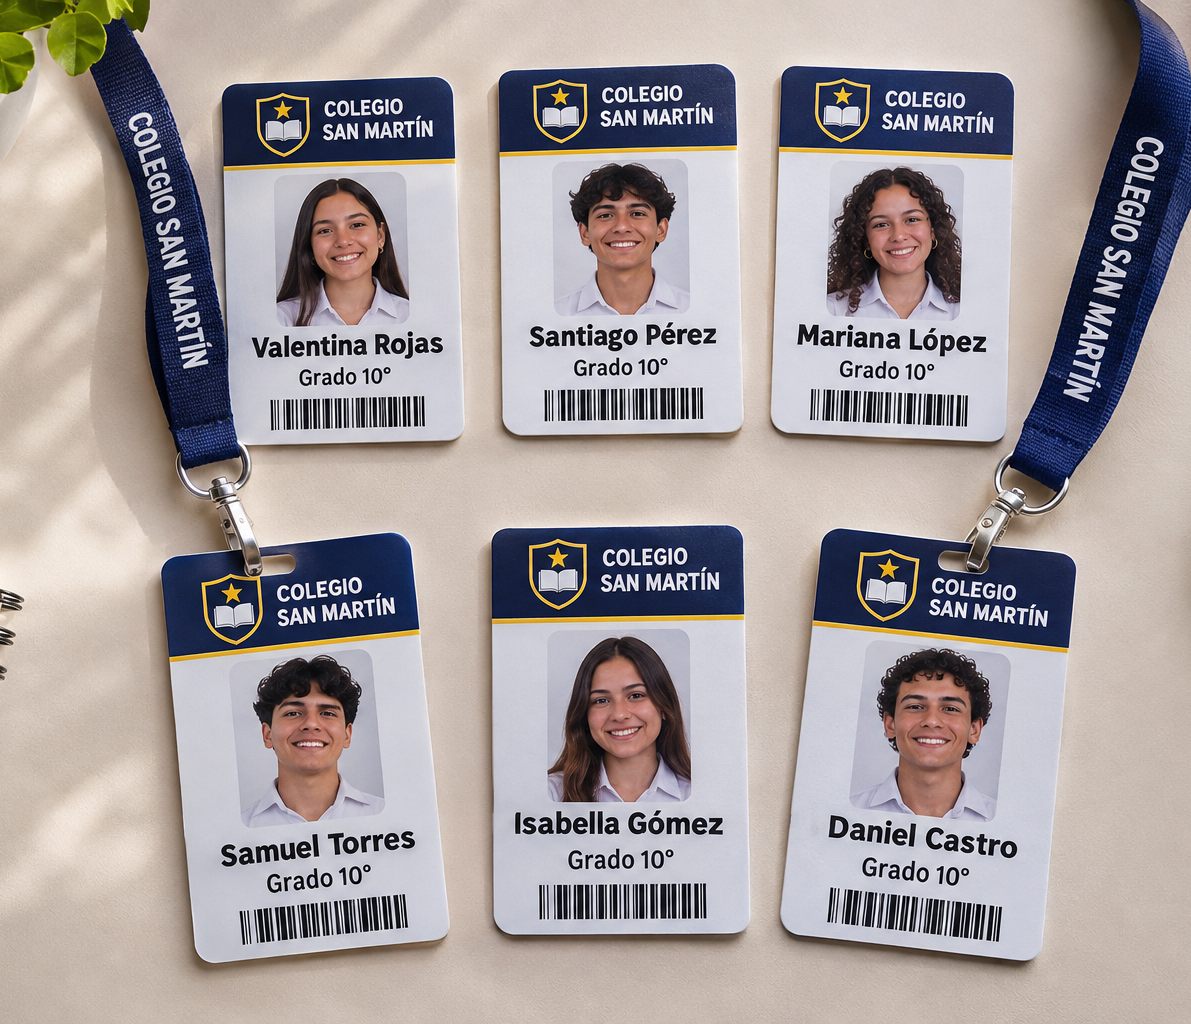 COLEGIO SAN MARTÍN
COLEGIO
SAN MARTÍN
Valentina Rojas
Grado 10°
COLEGIO
SAN MARTÍN
Santiago Pérez
Grado 10°
COLEGIO
SAN MARTÍN
Mariana López
Grado 10°
COLEGIO SAN MARTÍN
COLEGIO
SAN MARTÍN
Samuel Torres
Grado 10°
COLEGIO
SAN MARTÍN
Isabella Gómez
Grado 10°
COLEGIO
SAN MARTÍN
Daniel Castro
Grado 10°